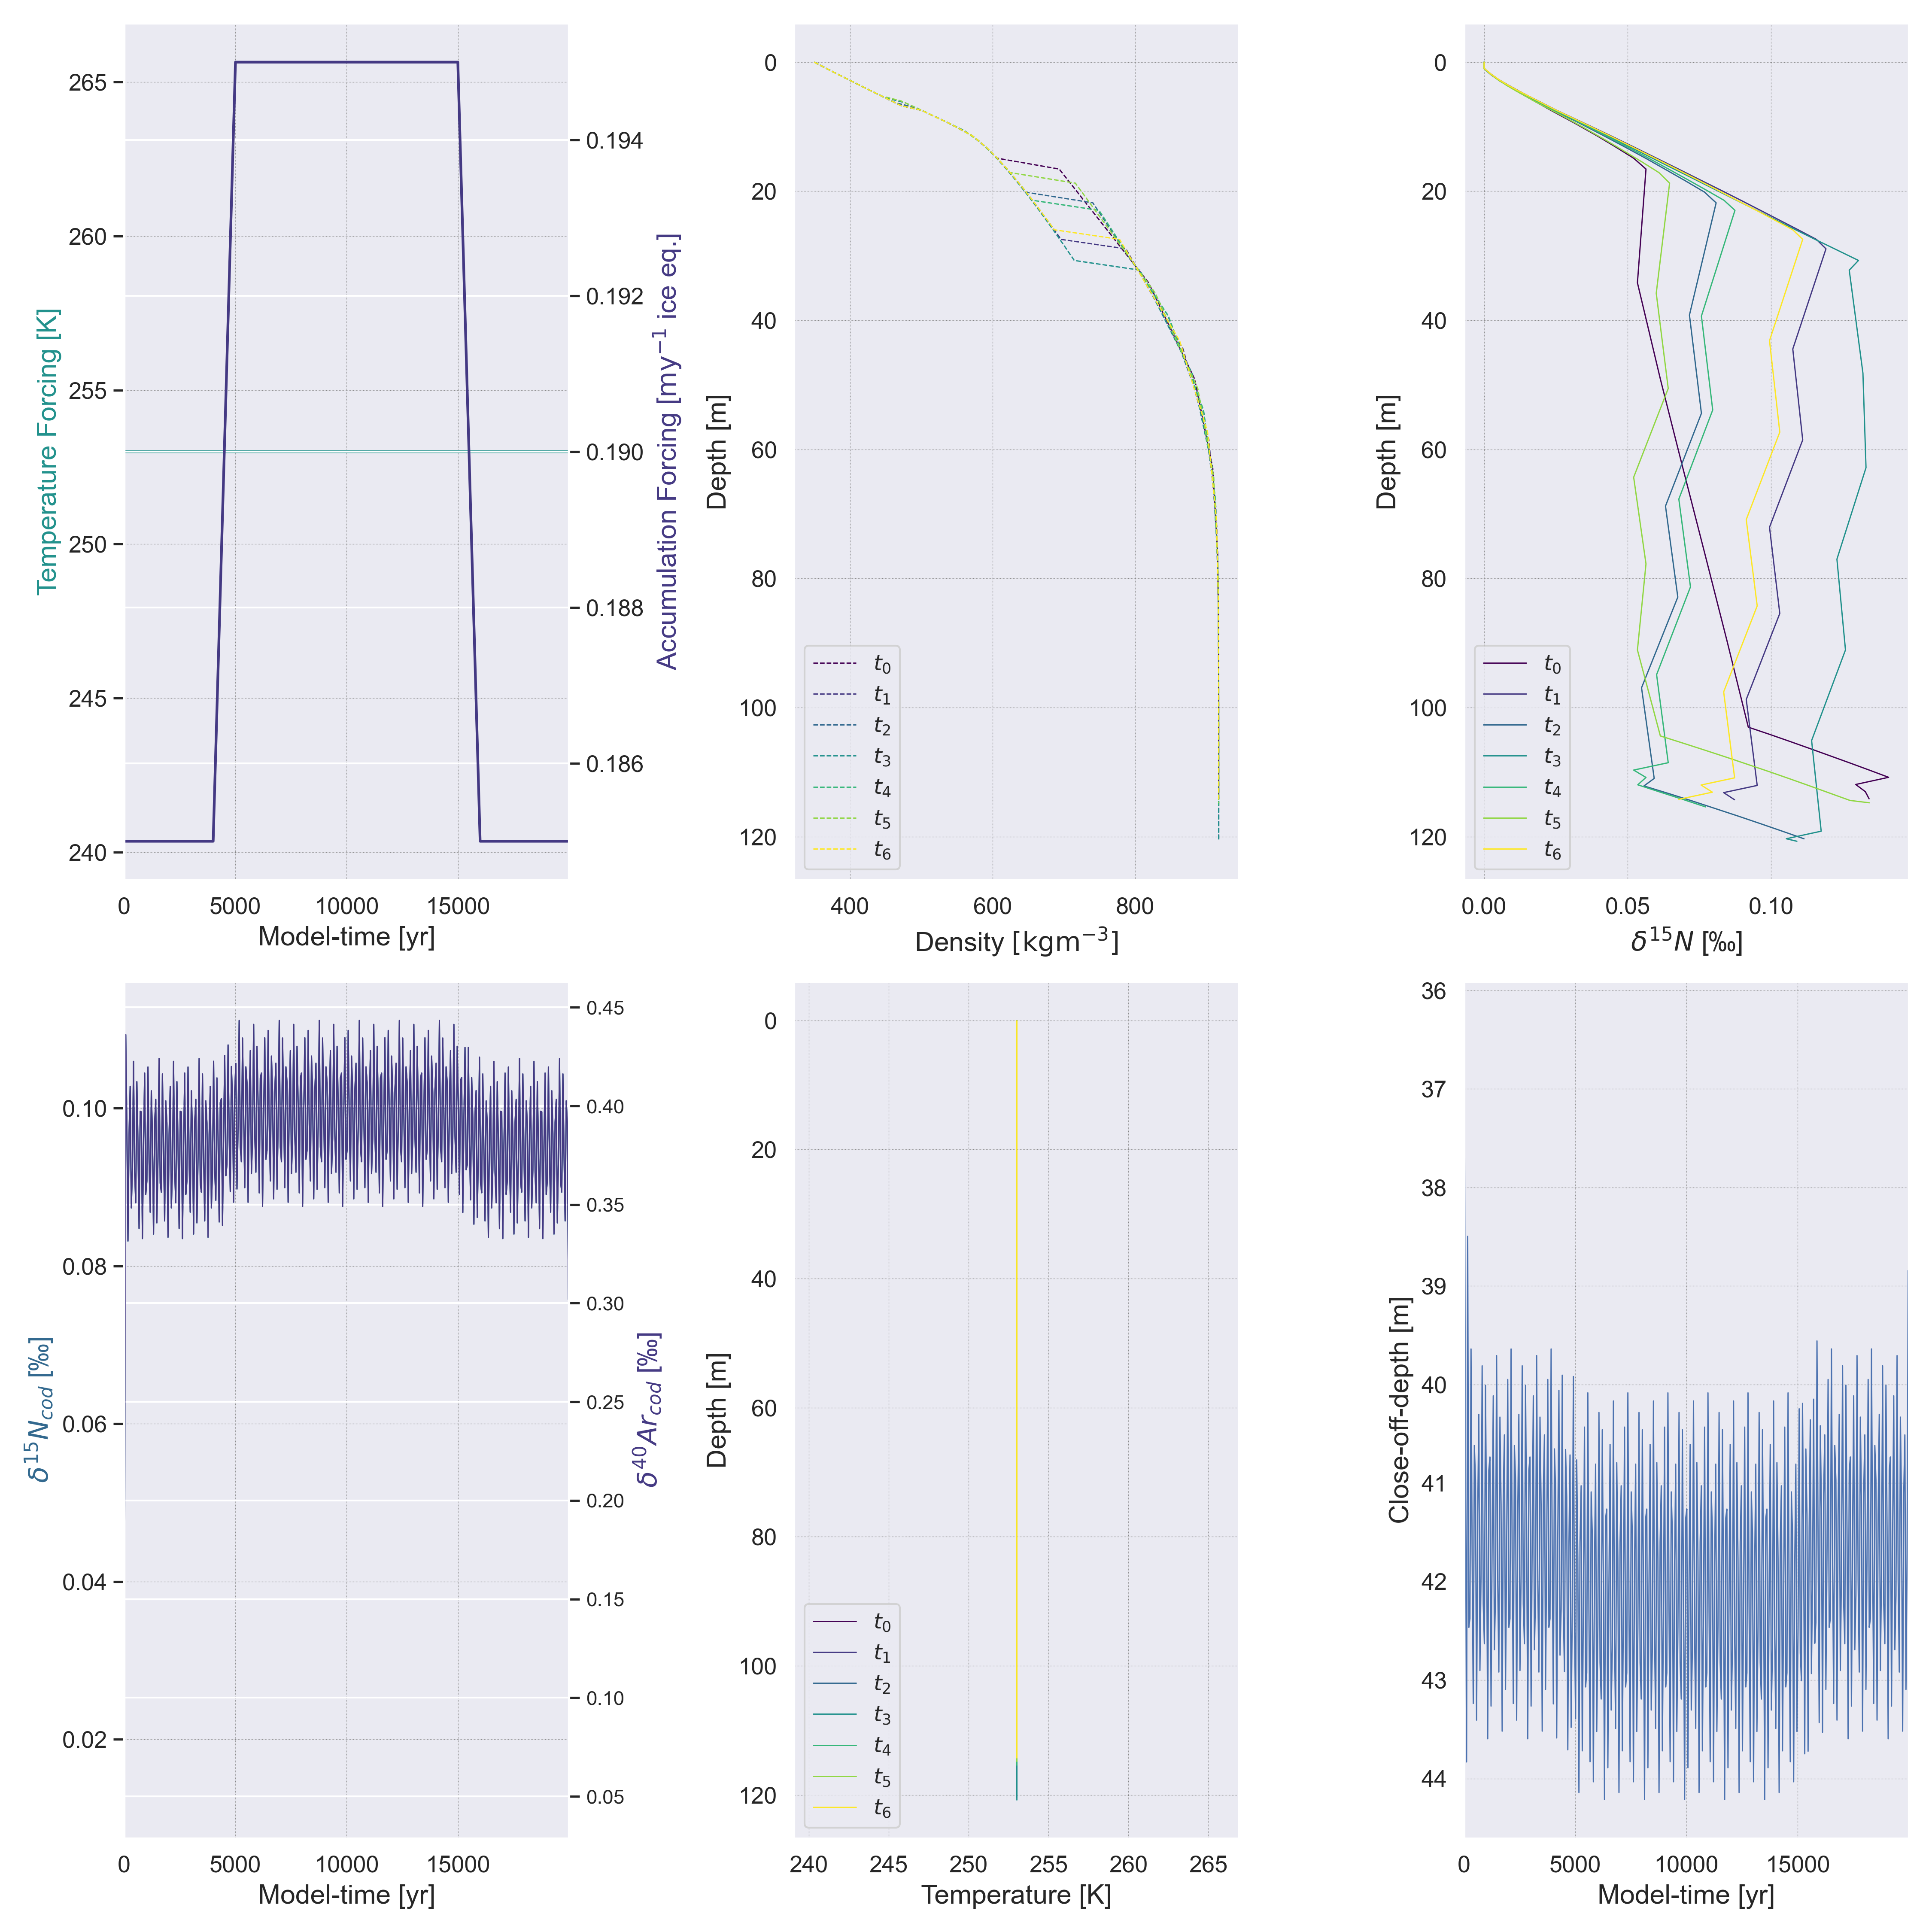 265
260
255
250
245
240
Temperature Forcing [K]
0.194
0.192
0.190
0.188
0.186
Accumulation Forcing [my⁻¹ ice eq.]
0 5000 10000 15000
Model-time [yr]
0
20
40
60
80
100
120
Depth [m]
t₀
t₁
t₂
t₃
t₄
t₅
t₆
400 600 800
Density [kgm⁻³]
0
20
40
60
80
100
120
Depth [m]
t₀
t₁
t₂
t₃
t₄
t₅
t₆
0.00 0.05 0.10
δ¹⁵N [‰]
0.10
0.08
0.06
0.04
0.02
δ¹⁵N_cod [‰]
0.45
0.40
0.35
0.30
0.25
0.20
0.15
0.10
0.05
δ⁴⁰Ar_cod [‰]
0 5000 10000 15000
Model-time [yr]
0
20
40
60
80
100
120
Depth [m]
t₀
t₁
t₂
t₃
t₄
t₅
t₆
240 245 250 255 260 265
Temperature [K]
36
37
38
39
40
41
42
43
44
Close-off-depth [m]
0 5000 10000 15000
Model-time [yr]